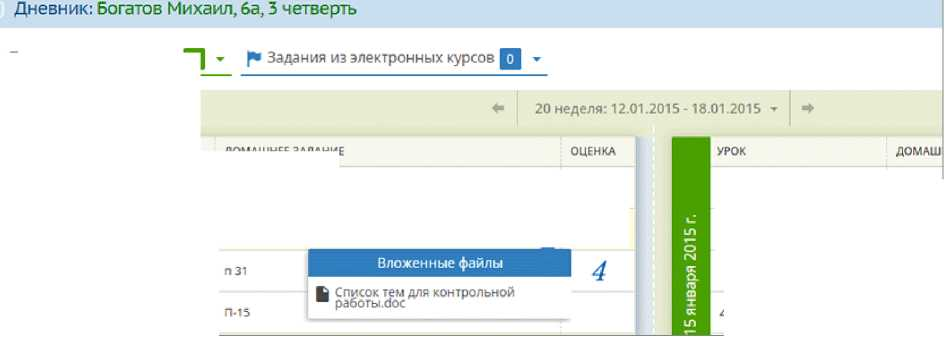 Дневник: Богатов Михаил, 6а, 3 четверть
Задания из электронных курсов 0
20 неделя: 12.01.2015 - 18.01.2015
ДОМАШНЕЕ ЗАДАНИЕ ОЦЕНКА УРОК ДОМАШ
п 31 Вложенные файлы 4
Список тем для контрольной
работы.doc
П-15
15 января 2015 г.